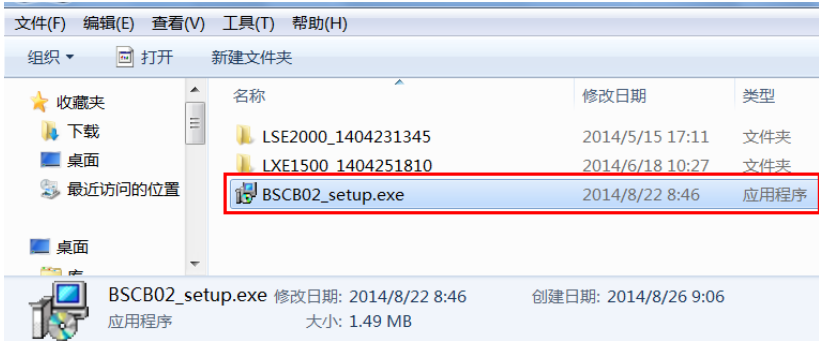 文件(F) 编辑(E) 查看(V) 工具(T) 帮助(H)
组织 打开 新建文件夹
收藏夹
下载
桌面
最近访问的位置
桌面
库
名称 修改日期 类型
LSE2000_1404231345 2014/5/15 17:11 文件夹
LXE1500_1404251810 2014/6/18 10:27 文件夹
BSCB02_setup.exe 2014/8/22 8:46 应用程序
BSCB02_setup.exe 修改日期: 2014/8/22 8:46 创建日期: 2014/8/26 9:06
应用程序 大小: 1.49 MB